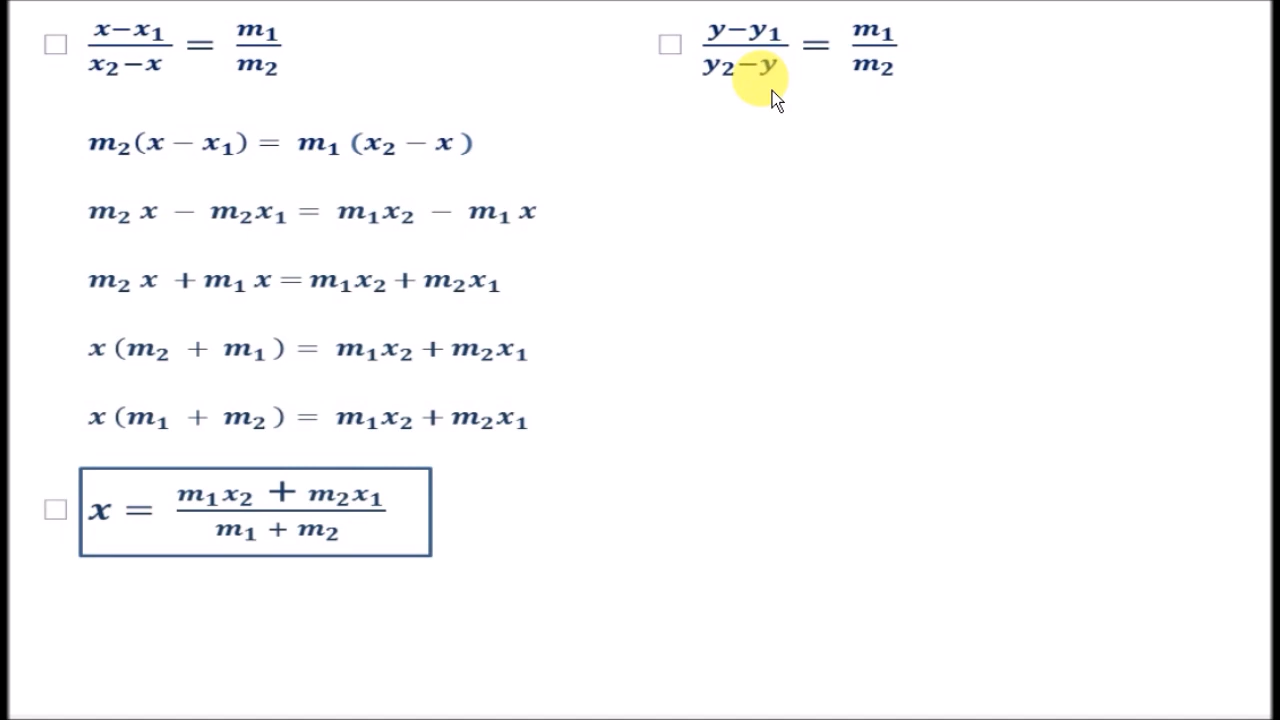 □ (x−x₁)/(x₂−x) = m₁/m₂
m₂(x − x₁) = m₁ (x₂ − x )
m₂ x − m₂x₁ = m₁x₂ − m₁ x
m₂ x + m₁ x = m₁x₂ + m₂x₁
x (m₂ + m₁ ) = m₁x₂ + m₂x₁
x (m₁ + m₂ ) = m₁x₂ + m₂x₁
□ x = (m₁x₂ + m₂x₁)/(m₁ + m₂)
□ (y−y₁)/(y₂−y) = m₁/m₂